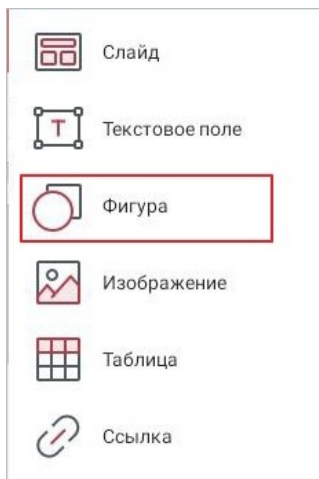 Слайд
Текстовое поле
Фигура
Изображение
Таблица
Ссылка